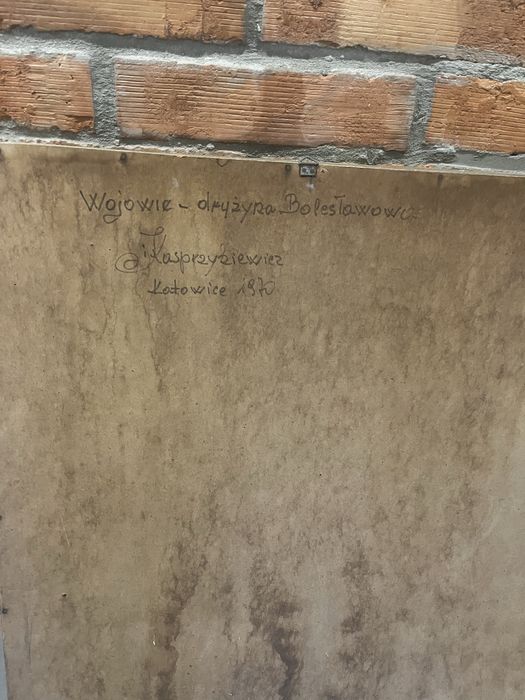 Wojowie - drużyna Bolesławowa
Kasprzykiewicz
Katowice 1970